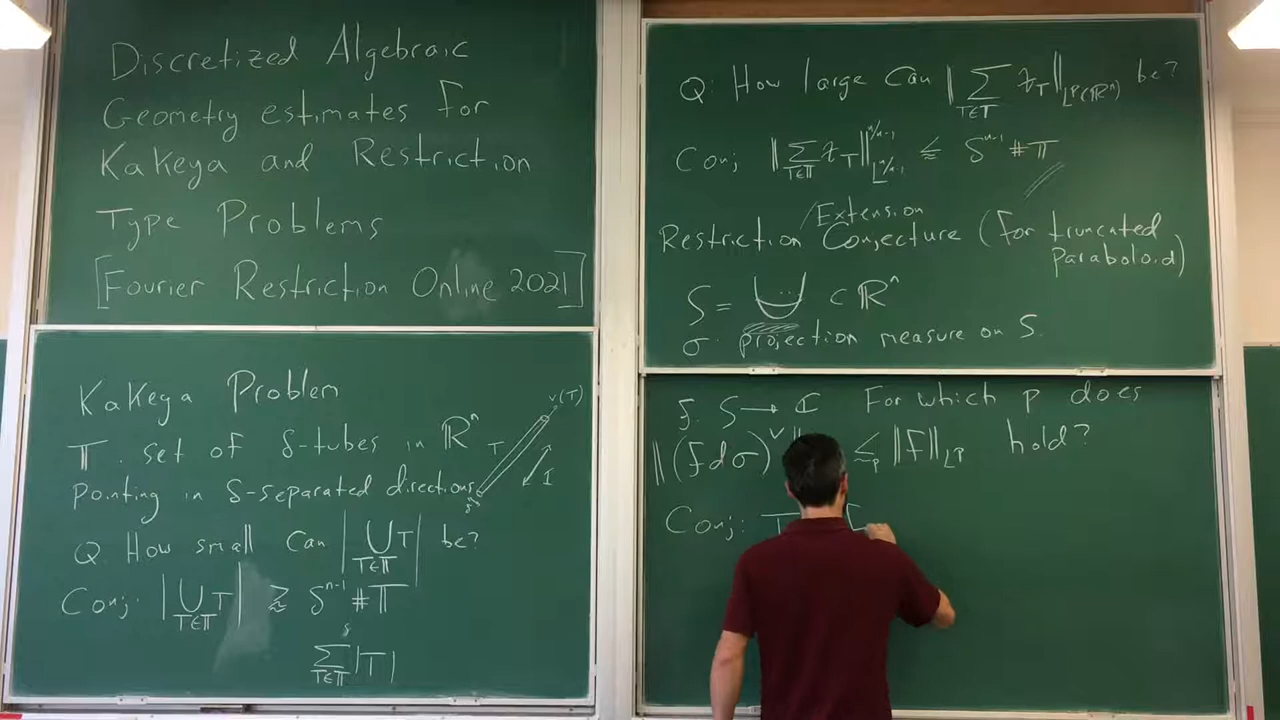 Discretized Algebraic
Geometry estimates for
Kakeya and Restriction
Type Problems
[Fourier Restriction Online 2021]
Kakeya Problem
𝕋. set of δ-tubes in ℝⁿ
pointing in δ-separated directions
T
v(T)
1
δ
Q. How small can |⋃_{T∈𝕋} T| be?
Conj. |⋃_{T∈𝕋} T| ⪆ δⁿ⁻¹ #𝕋
∑_{T∈𝕋} |T|
Q. How large can ‖∑_{T∈𝕋} χ_T‖_{Lᵖ(ℝⁿ)} be?
Conj ‖∑_{T∈𝕋} χ_T‖_{L^{n/n-1}}^{n/n-1} ⪅ δⁿ⁻¹ #𝕋
Restriction /Extension Conjecture (for truncated
paraboloid)
S = ⊂ ℝⁿ
σ. projection measure on S.
f. S → ℂ For which p does
‖(f dσ)^∨‖ ≲_p ‖f‖_{Lᵖ} hold?
Conj: